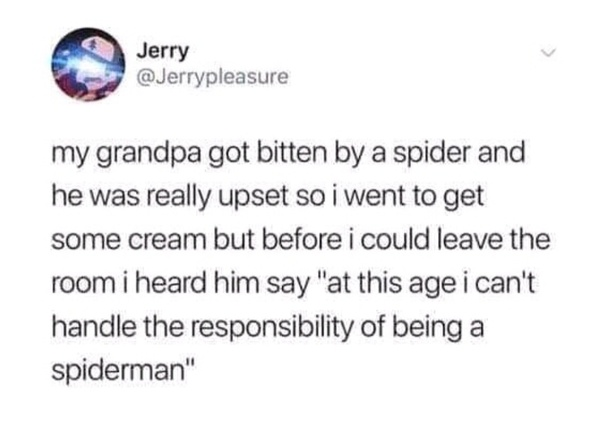 Jerry
@Jerrypleasure
my grandpa got bitten by a spider and
he was really upset so i went to get
some cream but before i could leave the
room i heard him say "at this age i can't
handle the responsibility of being a
spiderman"